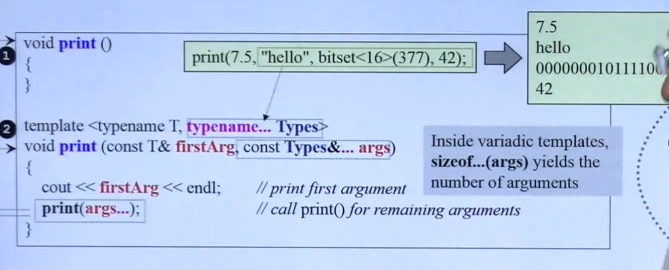 void print ()
{
}
print(7.5, "hello", bitset<16>(377), 42);
7.5
hello
42
template <typename T, typename... Types>
void print (const T& firstArg, const Types&... args)
{
cout << firstArg << endl; // print first argument
print(args...); // call print() for remaining arguments
}
Inside variadic templates,
sizeof...(args) yields the
number of arguments
1
2